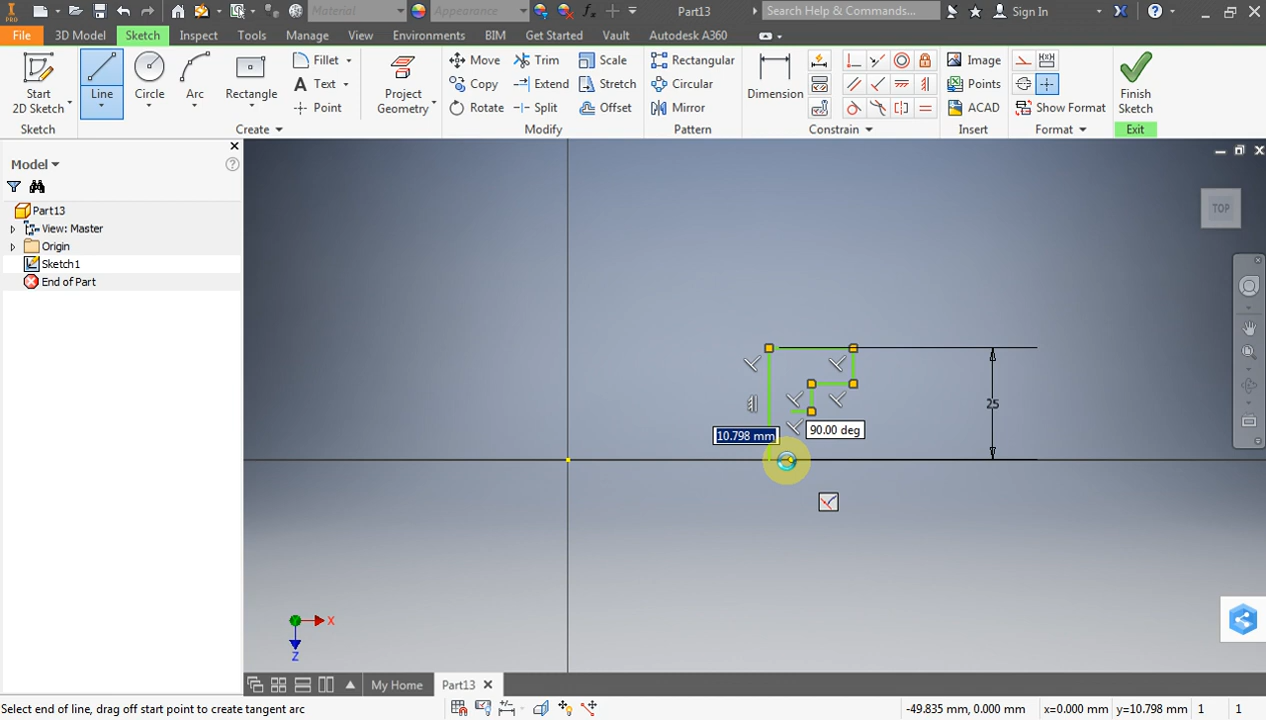 PRO
Material
Appearance
fx
Part13
Search Help & Commands...
Sign In
File
3D Model
Sketch
Inspect
Tools
Manage
View
Environments
BIM
Get Started
Vault
Autodesk A360
Start
2D Sketch
Line
Circle
Arc
Rectangle
Fillet
Text
Point
Project
Geometry
Move
Copy
Rotate
Trim
Extend
Split
Scale
Stretch
Offset
Rectangular
Circular
Mirror
Dimension
Image
Points
ACAD
Show Format
Finish
Sketch
Sketch
Create
Modify
Pattern
Constrain
Insert
Format
Exit
Model
Part13
View: Master
Origin
Sketch1
End of Part
TOP
25
10.798 mm
90.00 deg
X
Z
My Home
Part13
Select end of line, drag off start point to create tangent arc
-49.835 mm, 0.000 mm
x=0.000 mm
y=10.798 mm
1
1